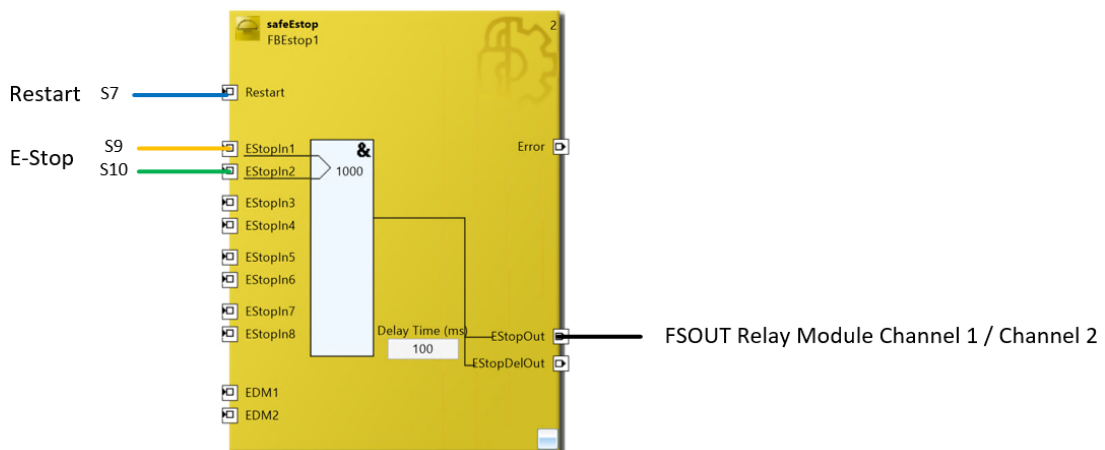 safeEstop
2
FBEstop1
Restart S7
Restart
E-Stop
S9
S10
EStopIn1
EStopIn2
&
1000
Error
EStopIn3
EStopIn4
EStopIn5
EStopIn6
EStopIn7
EStopIn8
Delay Time (ms)
100
EStopOut
EStopDelOut
FSOUT Relay Module Channel 1 / Channel 2
EDM1
EDM2